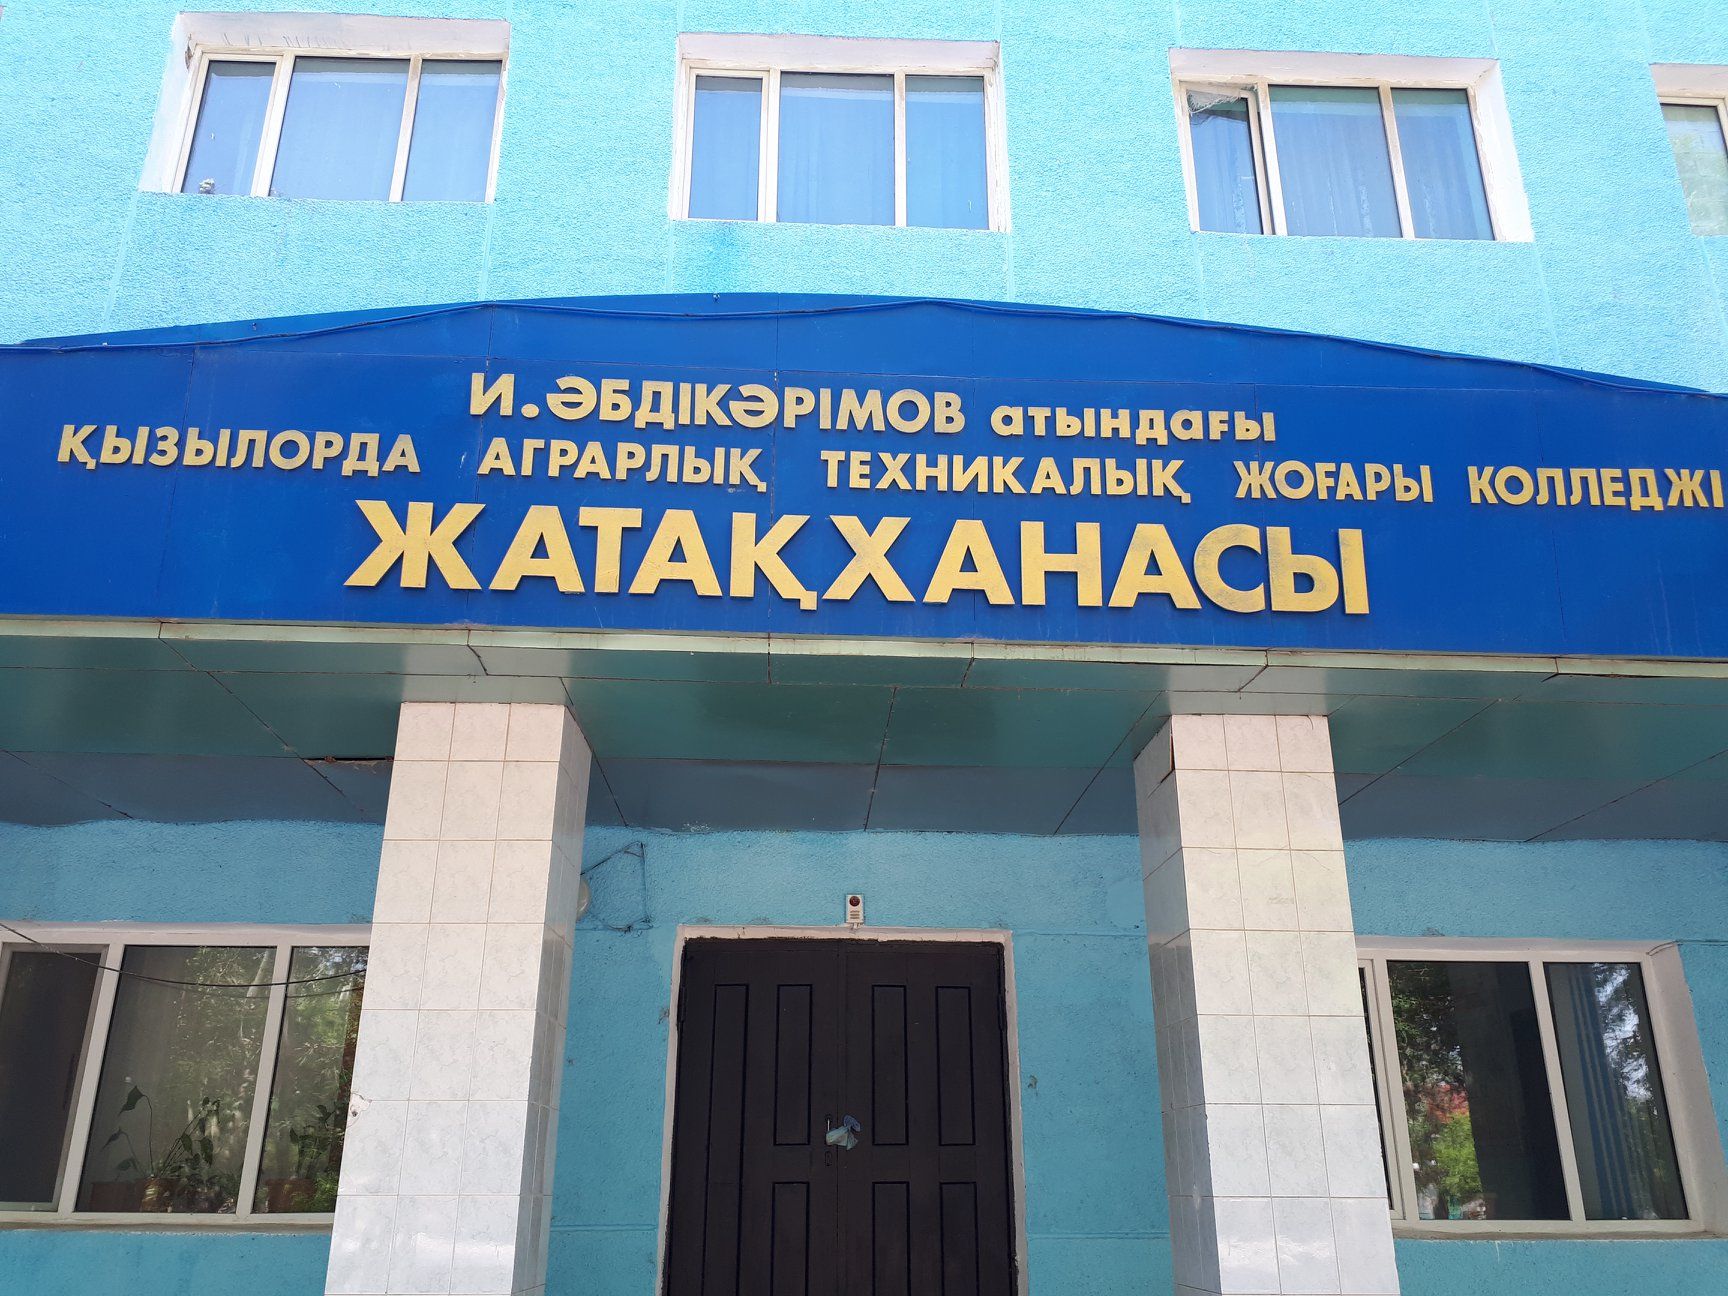 И.ӘБДІКӘРІМОВ атындағы
ҚЫЗЫЛОРДА АГРАРЛЫҚ ТЕХНИКАЛЫҚ ЖОҒАРЫ КОЛЛЕДЖІ
ЖАТАҚХАНАСЫ